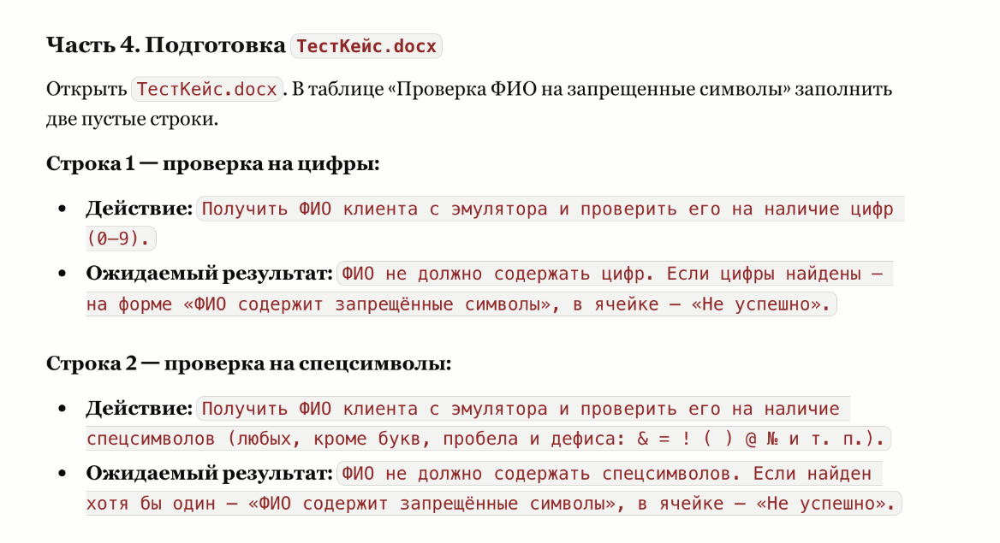 Часть 4. Подготовка ТестКейс.docx
Открыть ТестКейс.docx. В таблице «Проверка ФИО на запрещенные символы» заполнить
две пустые строки.
Строка 1 — проверка на цифры:
• Действие: Получить ФИО клиента с эмулятора и проверить его на наличие цифр
(0–9).
• Ожидаемый результат: ФИО не должно содержать цифр. Если цифры найдены —
на форме «ФИО содержит запрещённые символы», в ячейке — «Не успешно».
Строка 2 — проверка на спецсимволы:
• Действие: Получить ФИО клиента с эмулятора и проверить его на наличие
спецсимволов (любых, кроме букв, пробела и дефиса: & = ! ( ) @ № и т. п.).
• Ожидаемый результат: ФИО не должно содержать спецсимволов. Если найден
хотя бы один — «ФИО содержит запрещённые символы», в ячейке — «Не успешно».